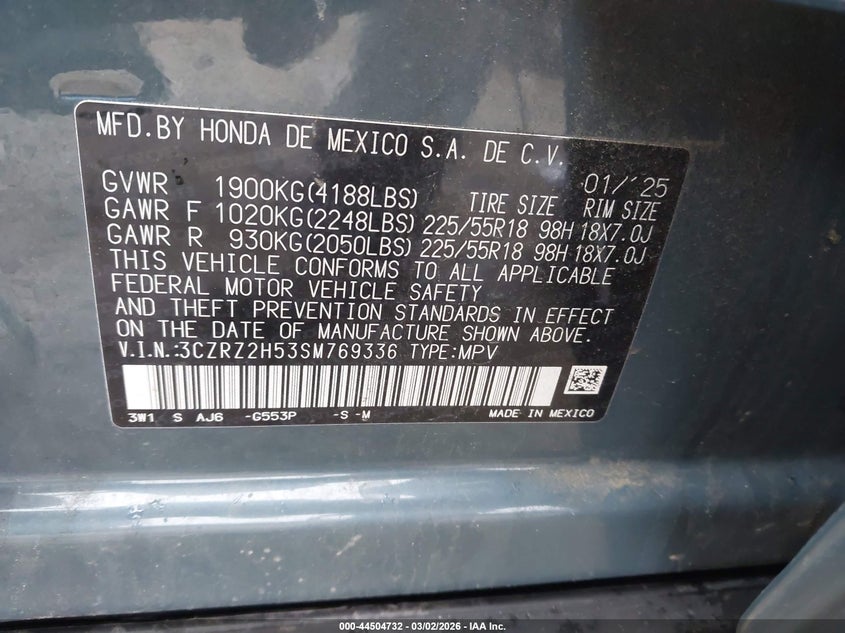 MFD.BY HONDA DE MEXICO S.A. DE C.V.
01/'25
GVWR 1900KG(4188LBS) TIRE SIZE RIM SIZE
GAWR F 1020KG(2248LBS) 225/55R18 98H 18X7.0J
GAWR R 930KG(2050LBS) 225/55R18 98H 18X7.0J
THIS VEHICLE CONFORMS TO ALL APPLICABLE
FEDERAL MOTOR VEHICLE SAFETY
AND THEFT PREVENTION STANDARDS IN EFFECT
ON THE DATE OF MANUFACTURE SHOWN ABOVE.
V.I.N.:3CZRZ2H53SM769336 TYPE:MPV
3W1 S AJ6 -G553P -S -M MADE IN MEXICO
000-44504732 - 03/02/2026 - IAA Inc.